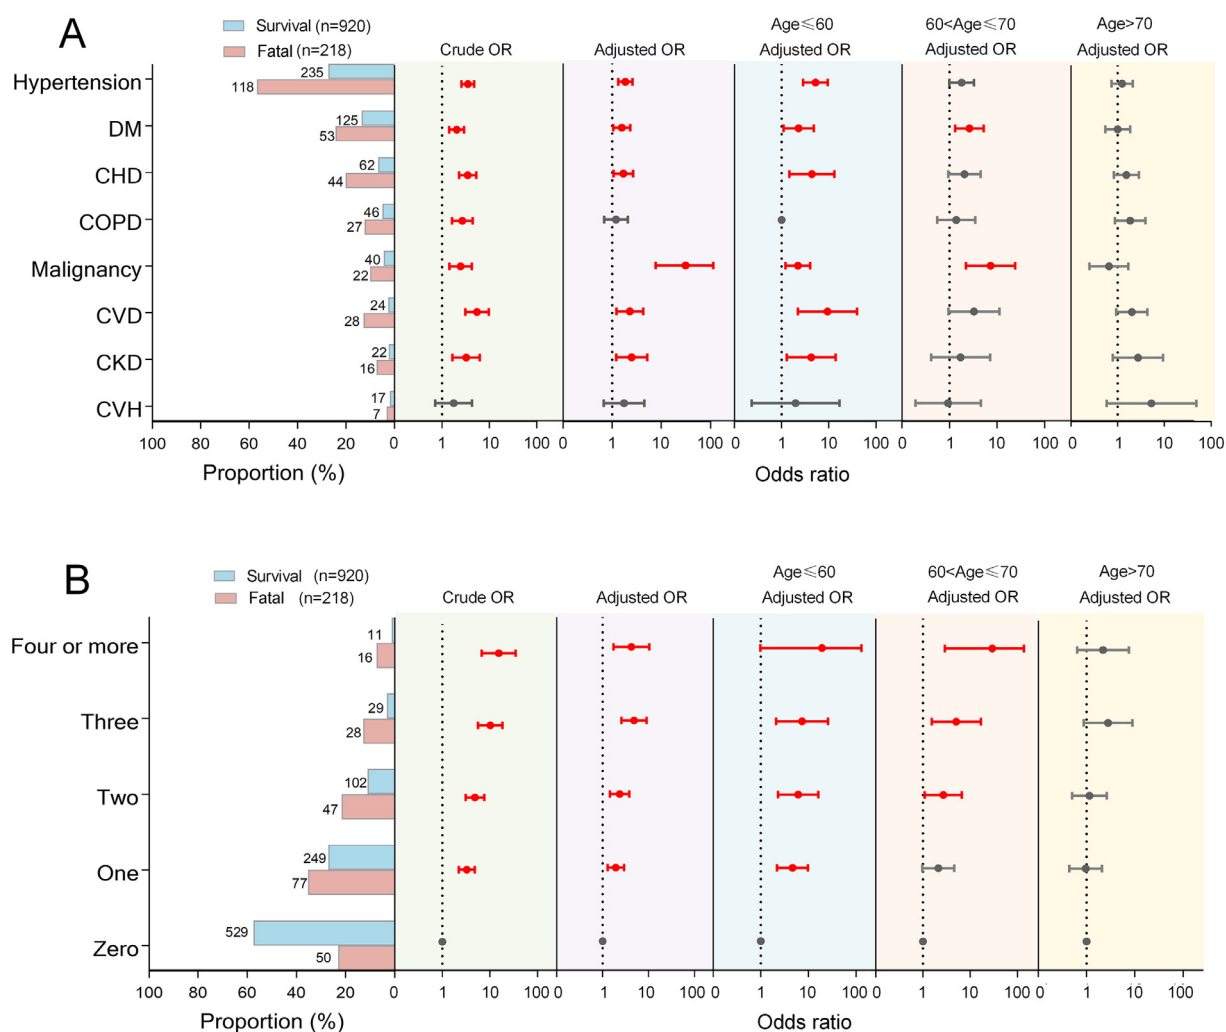 A
Survival (n=920)
Fatal (n=218)
Crude OR
Adjusted OR
Age≤60
Adjusted OR
60<Age≤70
Adjusted OR
Age>70
Adjusted OR
Hypertension
235
118
DM
125
53
CHD
62
44
COPD
46
27
Malignancy
40
22
CVD
24
28
CKD
22
16
CVH
17
7
100 80 60 40 20 0 1 10 100 0 1 10 100 0 1 10 100 0 1 10 100 0 1 10 100
Proportion (%)
Odds ratio
B
Survival (n=920)
Fatal (n=218)
Crude OR
Adjusted OR
Age≤60
Adjusted OR
60<Age≤70
Adjusted OR
Age>70
Adjusted OR
Four or more
11
16
Three
29
28
Two
102
47
One
249
77
Zero
529
50
100 80 60 40 20 0 1 10 100 0 1 10 100 0 1 10 100 0 1 10 100 0 1 10 100
Proportion (%)
Odds ratio